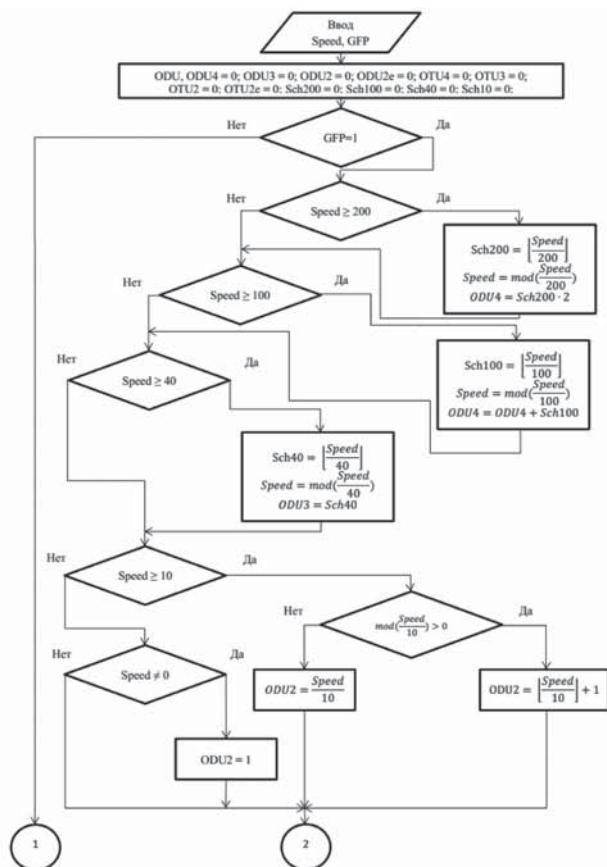 Ввод
Speed, GFP
ODU, ODU4 = 0; ODU3 = 0; ODU2 = 0; ODU2e = 0; OTU4 = 0; OTU3 = 0;
OTU2 = 0: OTU2e = 0: Sch200 = 0: Sch100 = 0: Sch40 = 0: Sch10 = 0:
Нет
GFP=1
Да
Нет
Speed ≥ 200
Да
Sch200 = ⌊Speed/200⌋
Speed = mod(Speed/200)
ODU4 = Sch200 · 2
Нет
Speed ≥ 100
Да
Sch100 = ⌊Speed/100⌋
Speed = mod(Speed/100)
ODU4 = ODU4 + Sch100
Нет
Speed ≥ 40
Да
Sch40 = ⌊Speed/40⌋
Speed = mod(Speed/40)
ODU3 = Sch40
Нет
Speed ≥ 10
Да
Нет
mod(Speed/10) > 0
Да
Нет
Speed ≠ 0
Да
ODU2 = Speed/10
ODU2 = ⌊Speed/10⌋ + 1
ODU2 = 1
1
2